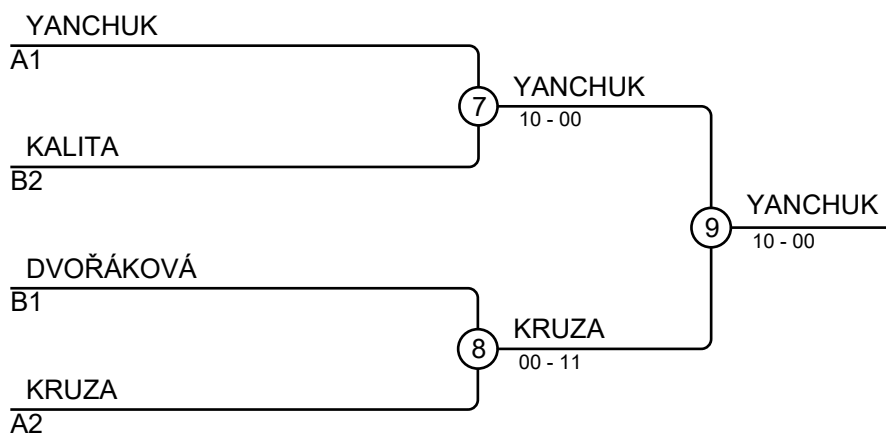 YANCHUK
A1
7
YANCHUK
10 - 00
KALITA
B2
9
YANCHUK
10 - 00
DVOŘÁKOVÁ
B1
8
KRUZA
00 - 11
KRUZA
A2